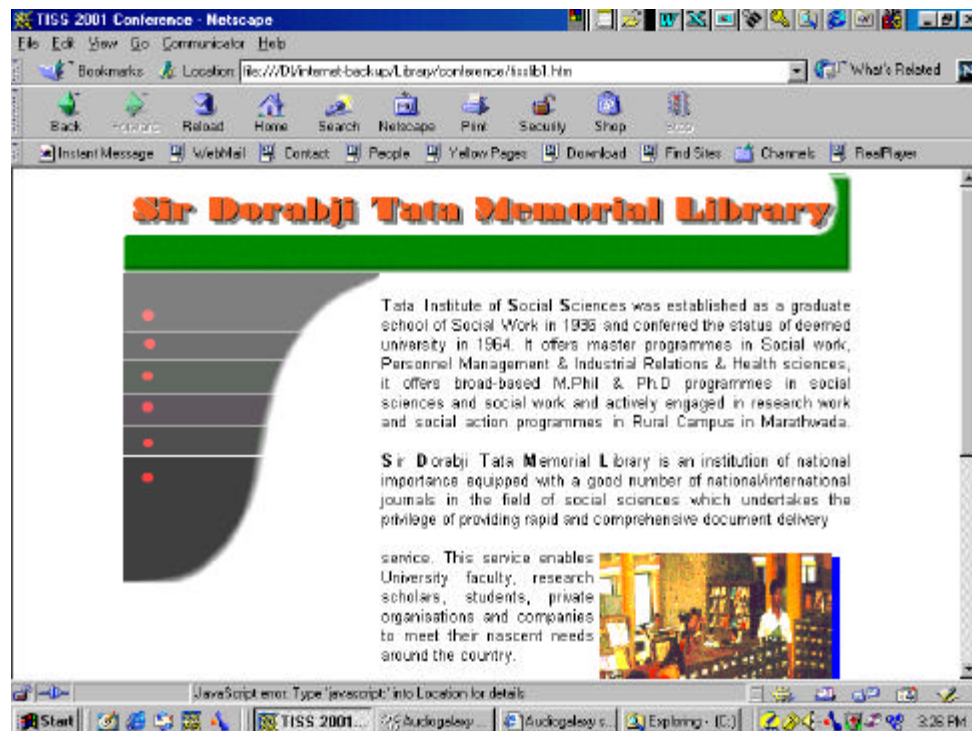 TISS 2001 Conference - Netscape
File Edit View Go Communicator Help
Bookmarks Location: file:///D|/internet-backup/Library/conference/tisslib1.htm What's Related
Back Forward Reload Home Search Netscape Print Security Shop Stop
Instant Message WebMail Contact People Yellow Pages Download Find Sites Channels RealPlayer
Sir Dorabji Tata Memorial Library
Tata Institute of Social Sciences was established as a graduate
school of Social Work in 1936 and conferred the status of deemed
university in 1964. It offers master programmes in Social work,
Personnel Management & Industrial Relations & Health sciences,
it offers broad-based M.Phil & Ph.D programmes in social
sciences and social work and actively engaged in research work
and social action programmes in Rural Campus in Marathwada.
Sir Dorabji Tata Memorial Library is an institution of national
importance equipped with a good number of national/international
journals in the field of social sciences which undertakes the
privilege of providing rapid and comprehensive document delivery
service. This service enables
University faculty, research
scholars, students, private
organisations and companies
to meet their nascent needs
around the country.
JavaScript error: Type 'javascript:' into Location for details
Start TISS 2001... Audiogalaxy ... Audiogalaxy s... Exploring - (C:) 3:26 PM